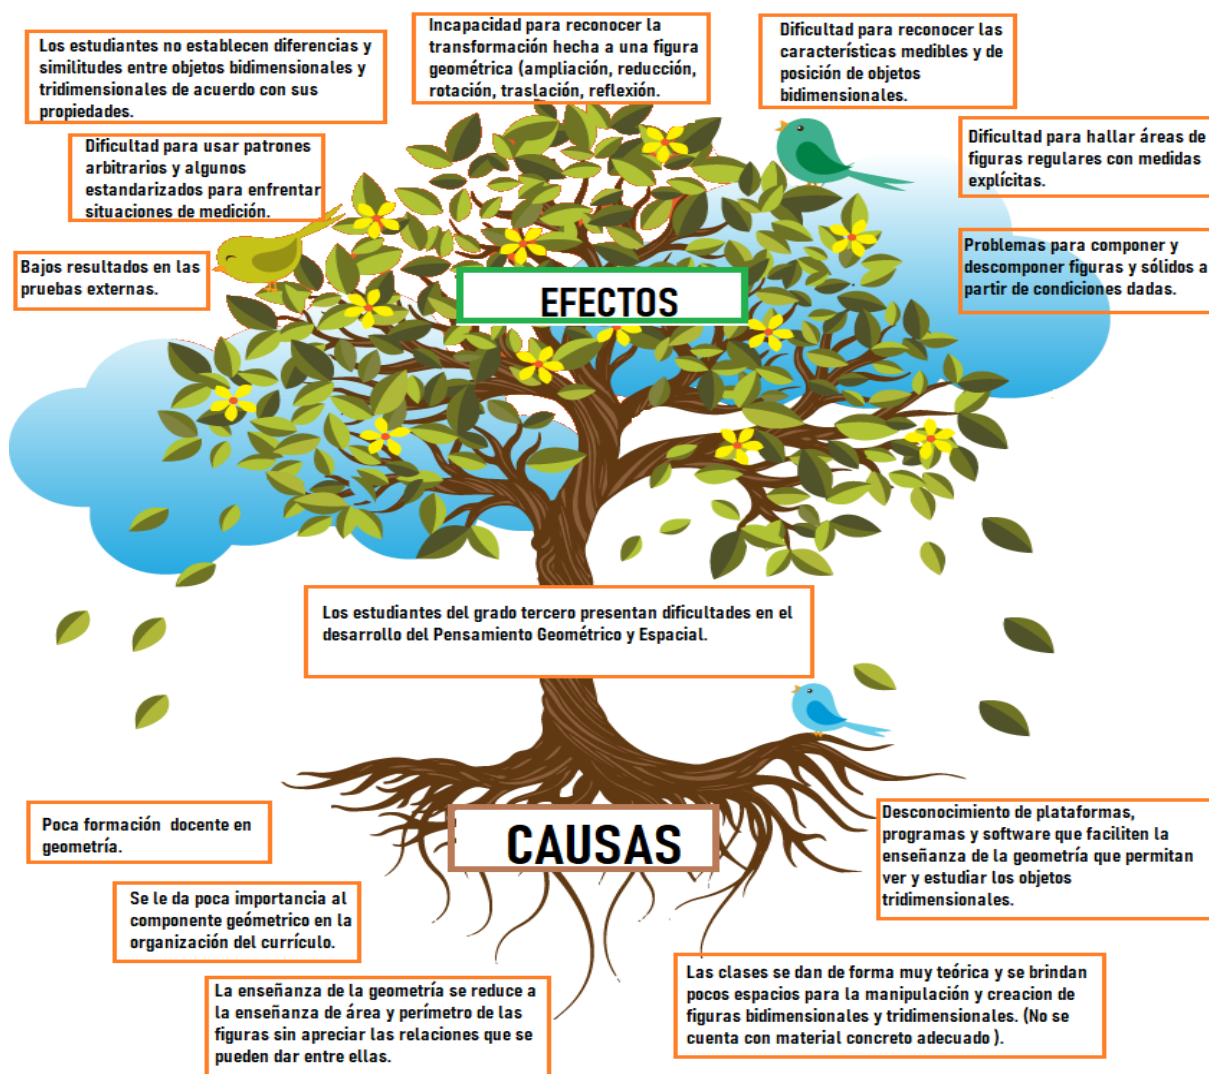 Los estudiantes no establecen diferencias y
similitudes entre objetos bidimensionales y
tridimensionales de acuerdo con sus
propiedades.
Incapacidad para reconocer la
transformación hecha a una figura
geométrica (ampliación, reducción,
rotación, traslación, reflexión.
Dificultad para reconocer las
características medibles y de
posición de objetos
bidimensionales.
Dificultad para usar patrones
arbitrarios y algunos
estandarizados para enfrentar
situaciones de medición.
Dificultad para hallar áreas de
figuras regulares con medidas
explícitas.
Bajos resultados en las
pruebas externas.
Problemas para componer y
descomponer figuras y sólidos a
partir de condiciones dadas.
EFECTOS
Los estudiantes del grado tercero presentan dificultades en el
desarrollo del Pensamiento Geométrico y Espacial.
CAUSAS
Poca formación docente en
geometría.
Se le da poca importancia al
componente geómetrico en la
organización del currículo.
La enseñanza de la geometría se reduce a
la enseñanza de área y perímetro de las
figuras sin apreciar las relaciones que se
pueden dar entre ellas.
Desconocimiento de plataformas,
programas y software que faciliten la
enseñanza de la geometría que permitan
ver y estudiar los objetos
tridimensionales.
Las clases se dan de forma muy teórica y se brindan
pocos espacios para la manipulación y creacion de
figuras bidimensionales y tridimensionales. (No se
cuenta con material concreto adecuado ).